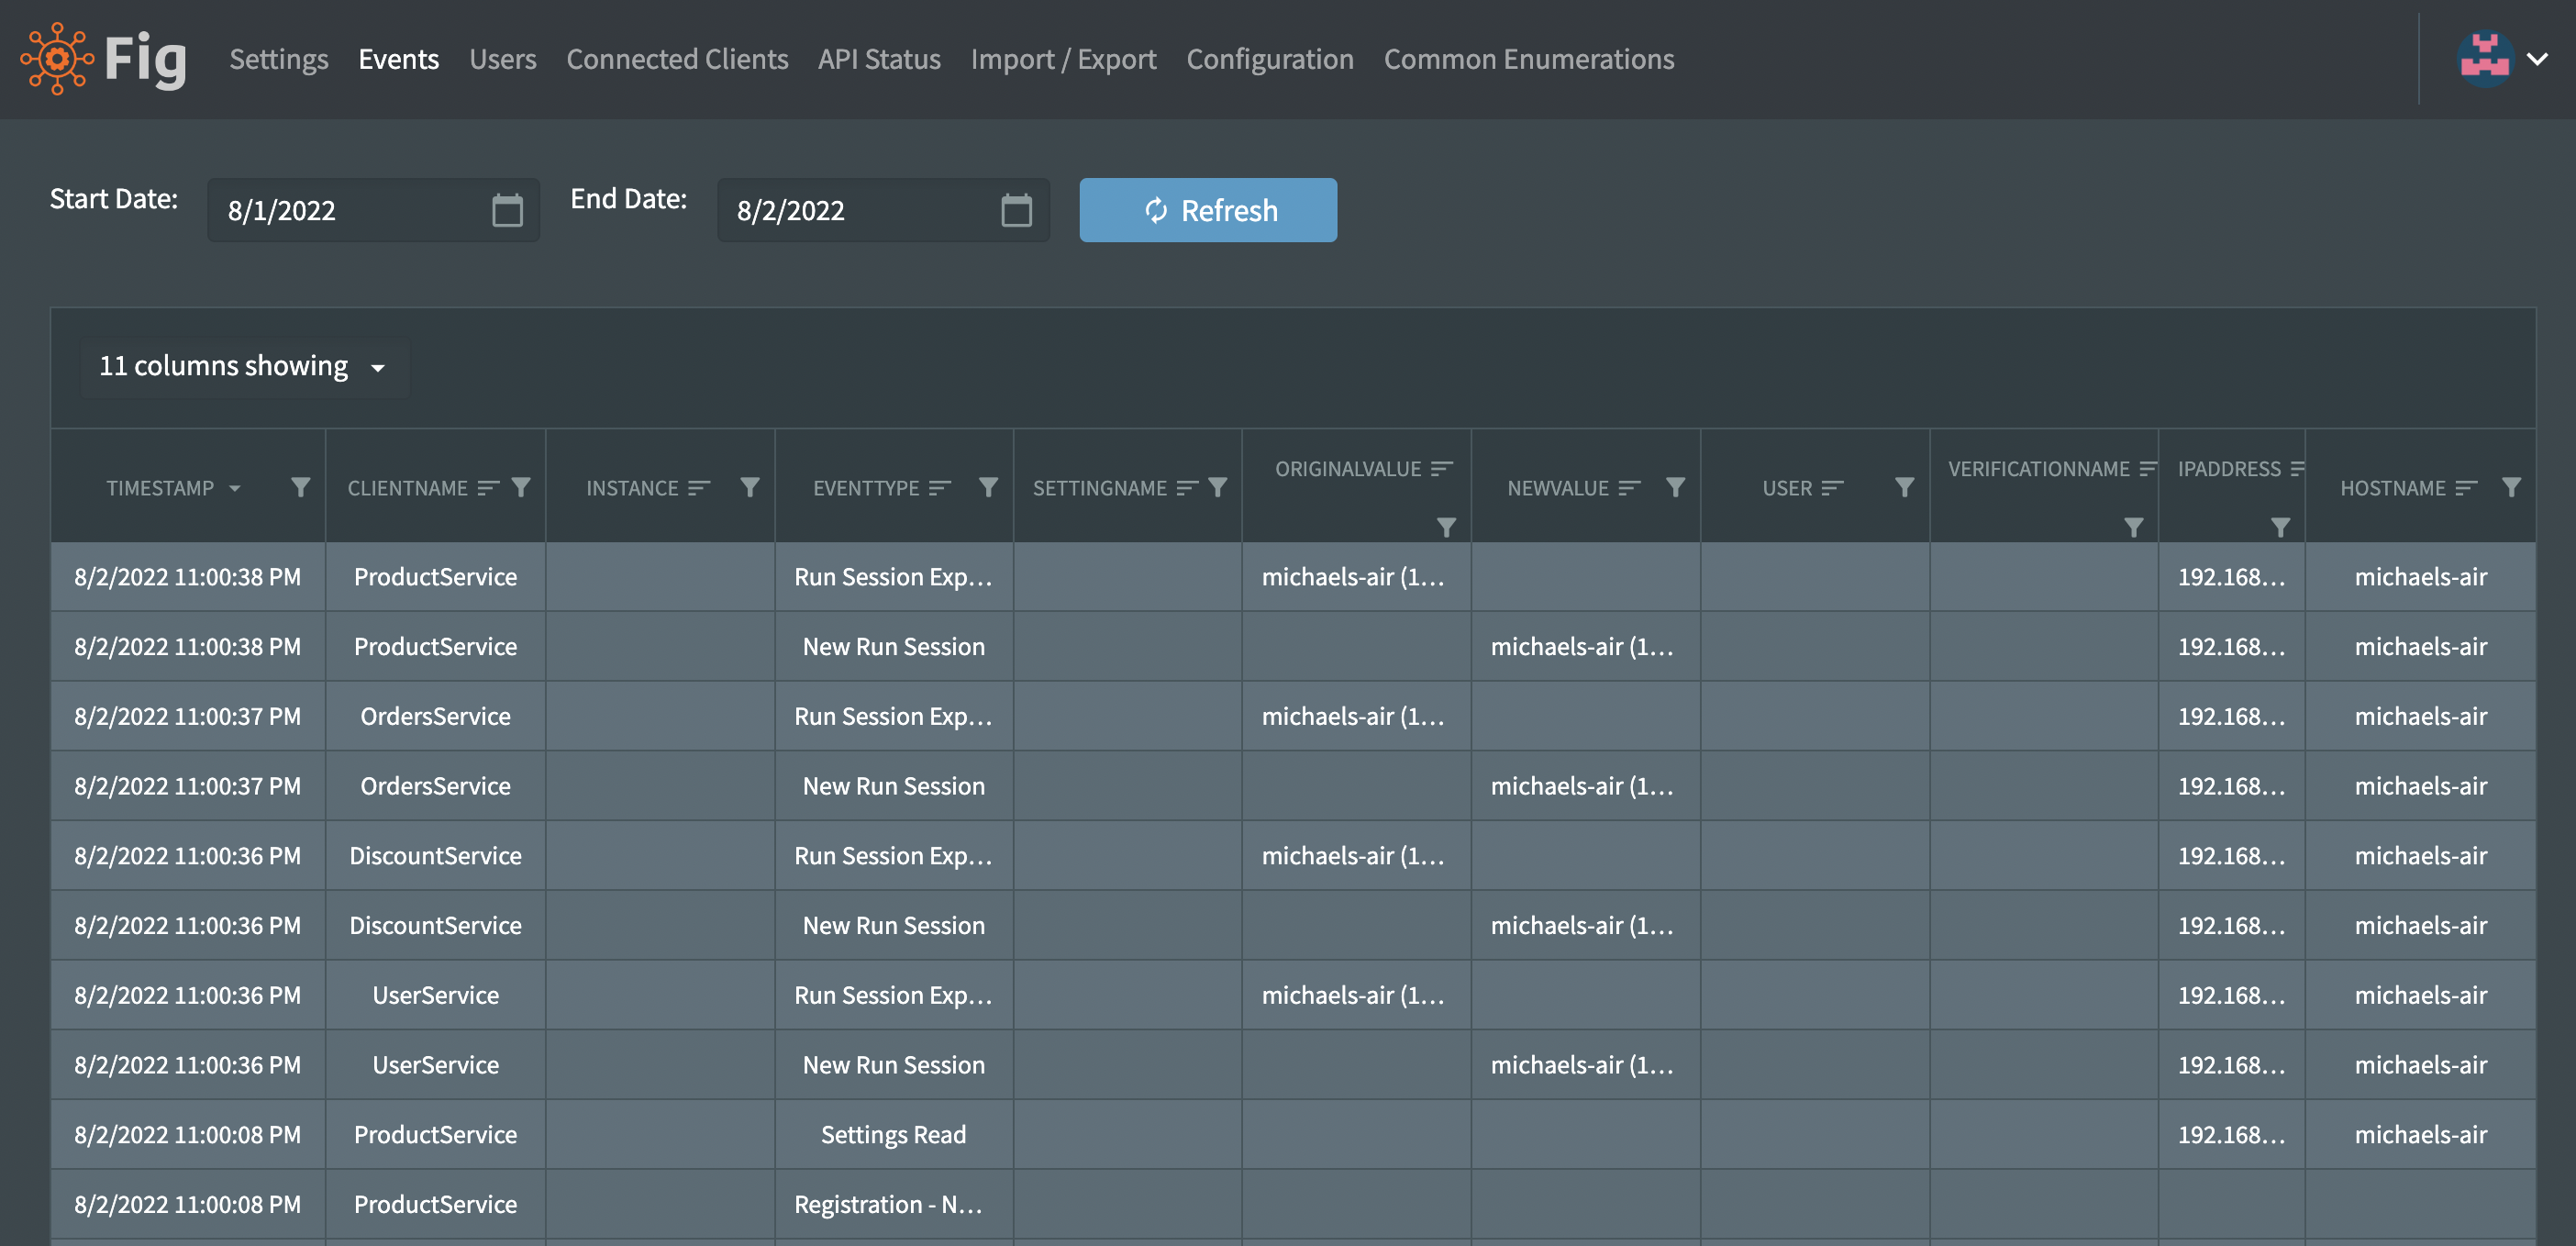 Fig Settings Events Users Connected Clients API Status Import / Export Configuration Common Enumerations
Start Date: 8/1/2022 End Date: 8/2/2022 Refresh
11 columns showing
TIMESTAMP CLIENTNAME INSTANCE EVENTTYPE SETTINGNAME ORIGINALVALUE NEWVALUE USER VERIFICATIONNAME IPADDRESS HOSTNAME
8/2/2022 11:00:38 PM ProductService Run Session Exp... michaels-air (1... 192.168... michaels-air
8/2/2022 11:00:38 PM ProductService New Run Session michaels-air (1... 192.168... michaels-air
8/2/2022 11:00:37 PM OrdersService Run Session Exp... michaels-air (1... 192.168... michaels-air
8/2/2022 11:00:37 PM OrdersService New Run Session michaels-air (1... 192.168... michaels-air
8/2/2022 11:00:36 PM DiscountService Run Session Exp... michaels-air (1... 192.168... michaels-air
8/2/2022 11:00:36 PM DiscountService New Run Session michaels-air (1... 192.168... michaels-air
8/2/2022 11:00:36 PM UserService Run Session Exp... michaels-air (1... 192.168... michaels-air
8/2/2022 11:00:36 PM UserService New Run Session michaels-air (1... 192.168... michaels-air
8/2/2022 11:00:08 PM ProductService Settings Read 192.168... michaels-air
8/2/2022 11:00:08 PM ProductService Registration - N...